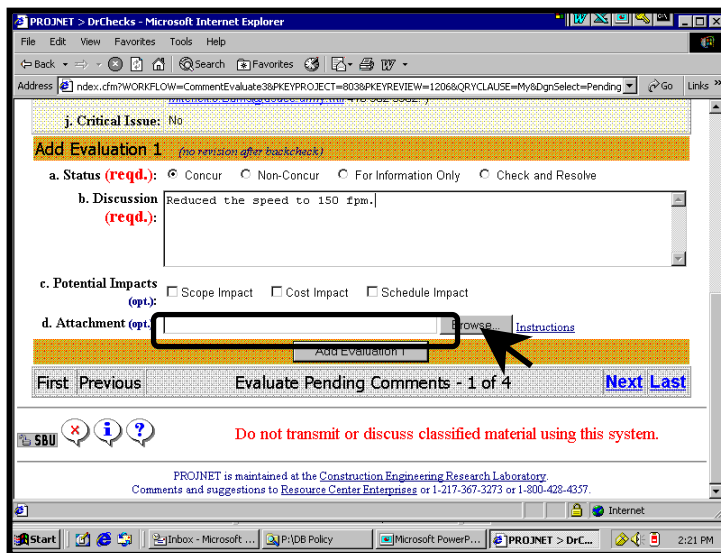 PROJNET > DrChecks - Microsoft Internet Explorer
File Edit View Favorites Tools Help
Back Search Favorites
Address ndex.cfm?WORKFLOW=CommentEvaluate3&PKEYPROJECT=803&PKEYREVIEW=1206&QRYCLAUSE=My&DgnSelect=Pending Go Links »
j. Critical Issue: No
Add Evaluation 1 (no revision after backcheck)
a. Status (reqd.): Concur Non-Concur For Information Only Check and Resolve
b. Discussion (reqd.):
Reduced the speed to 150 fpm.
c. Potential Impacts (opt.): Scope Impact Cost Impact Schedule Impact
d. Attachment (opt.) Browse... Instructions
Add Evaluation 1
First Previous Evaluate Pending Comments - 1 of 4 Next Last
SBU Do not transmit or discuss classified material using this system.
PROJNET is maintained at the Construction Engineering Research Laboratory.
Comments and suggestions to Resource Center Enterprises or 1-217-367-3273 or 1-800-428-4357.
Internet
Start Inbox - Microsoft ... P:\DB Policy Microsoft PowerP... PROJNET > DrC... 2:21 PM